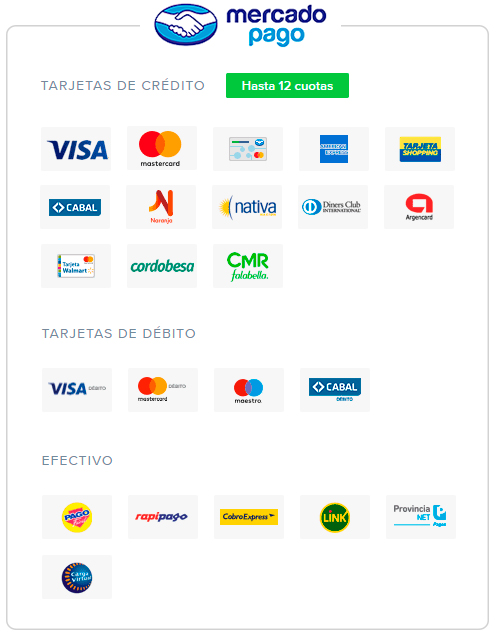 mercado
pago
TARJETAS DE CRÉDITO
Hasta 12 cuotas
VISA
mastercard
AMERICAN
EXPRESS
TARJETA
SHOPPING
CABAL
Naranja
nativa
Diners Club
INTERNATIONAL
Argencard
Tarjeta
Walmart
cordobesa
CMR
falabella.
TARJETAS DE DÉBITO
VISA DÉBITO
DÉBITO
mastercard
maestro.
CABAL
DÉBITO
EFECTIVO
PAGO
fácil
rapipago
CobroExpress
LINK
Provincia
NET
Pagos
Carga
Virtual